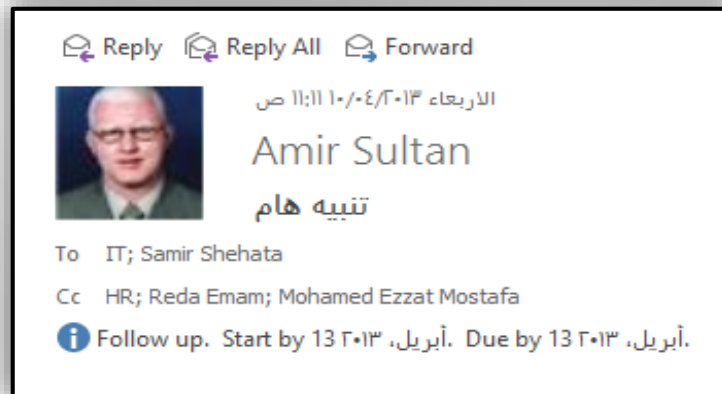 Reply Reply All Forward
الاربعاء ١٠/٠٤/٢٠١٣ ١١:١١ ص
Amir Sultan
تنبيه هام
To IT; Samir Shehata
Cc HR; Reda Emam; Mohamed Ezzat Mostafa
Follow up. Start by 13 أبريل، ٢٠١٣. Due by 13 أبريل، ٢٠١٣.